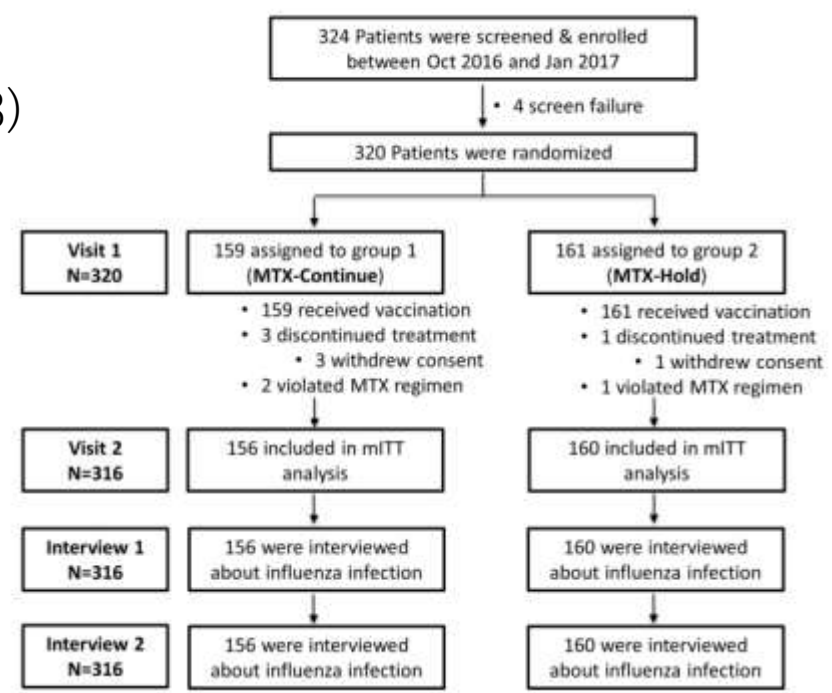 324 Patients were screened & enrolled
between Oct 2016 and Jan 2017
3)
• 4 screen failure
320 Patients were randomized
Visit 1
N=320
159 assigned to group 1
(MTX-Continue)
161 assigned to group 2
(MTX-Hold)
• 159 received vaccination
• 3 discontinued treatment
• 3 withdrew consent
• 2 violated MTX regimen
• 161 received vaccination
• 1 discontinued treatment
• 1 withdrew consent
• 1 violated MTX regimen
Visit 2
N=316
156 included in mITT
analysis
160 included in mITT
analysis
Interview 1
N=316
156 were interviewed
about influenza infection
160 were interviewed
about influenza infection
Interview 2
N=316
156 were interviewed
about influenza infection
160 were interviewed
about influenza infection